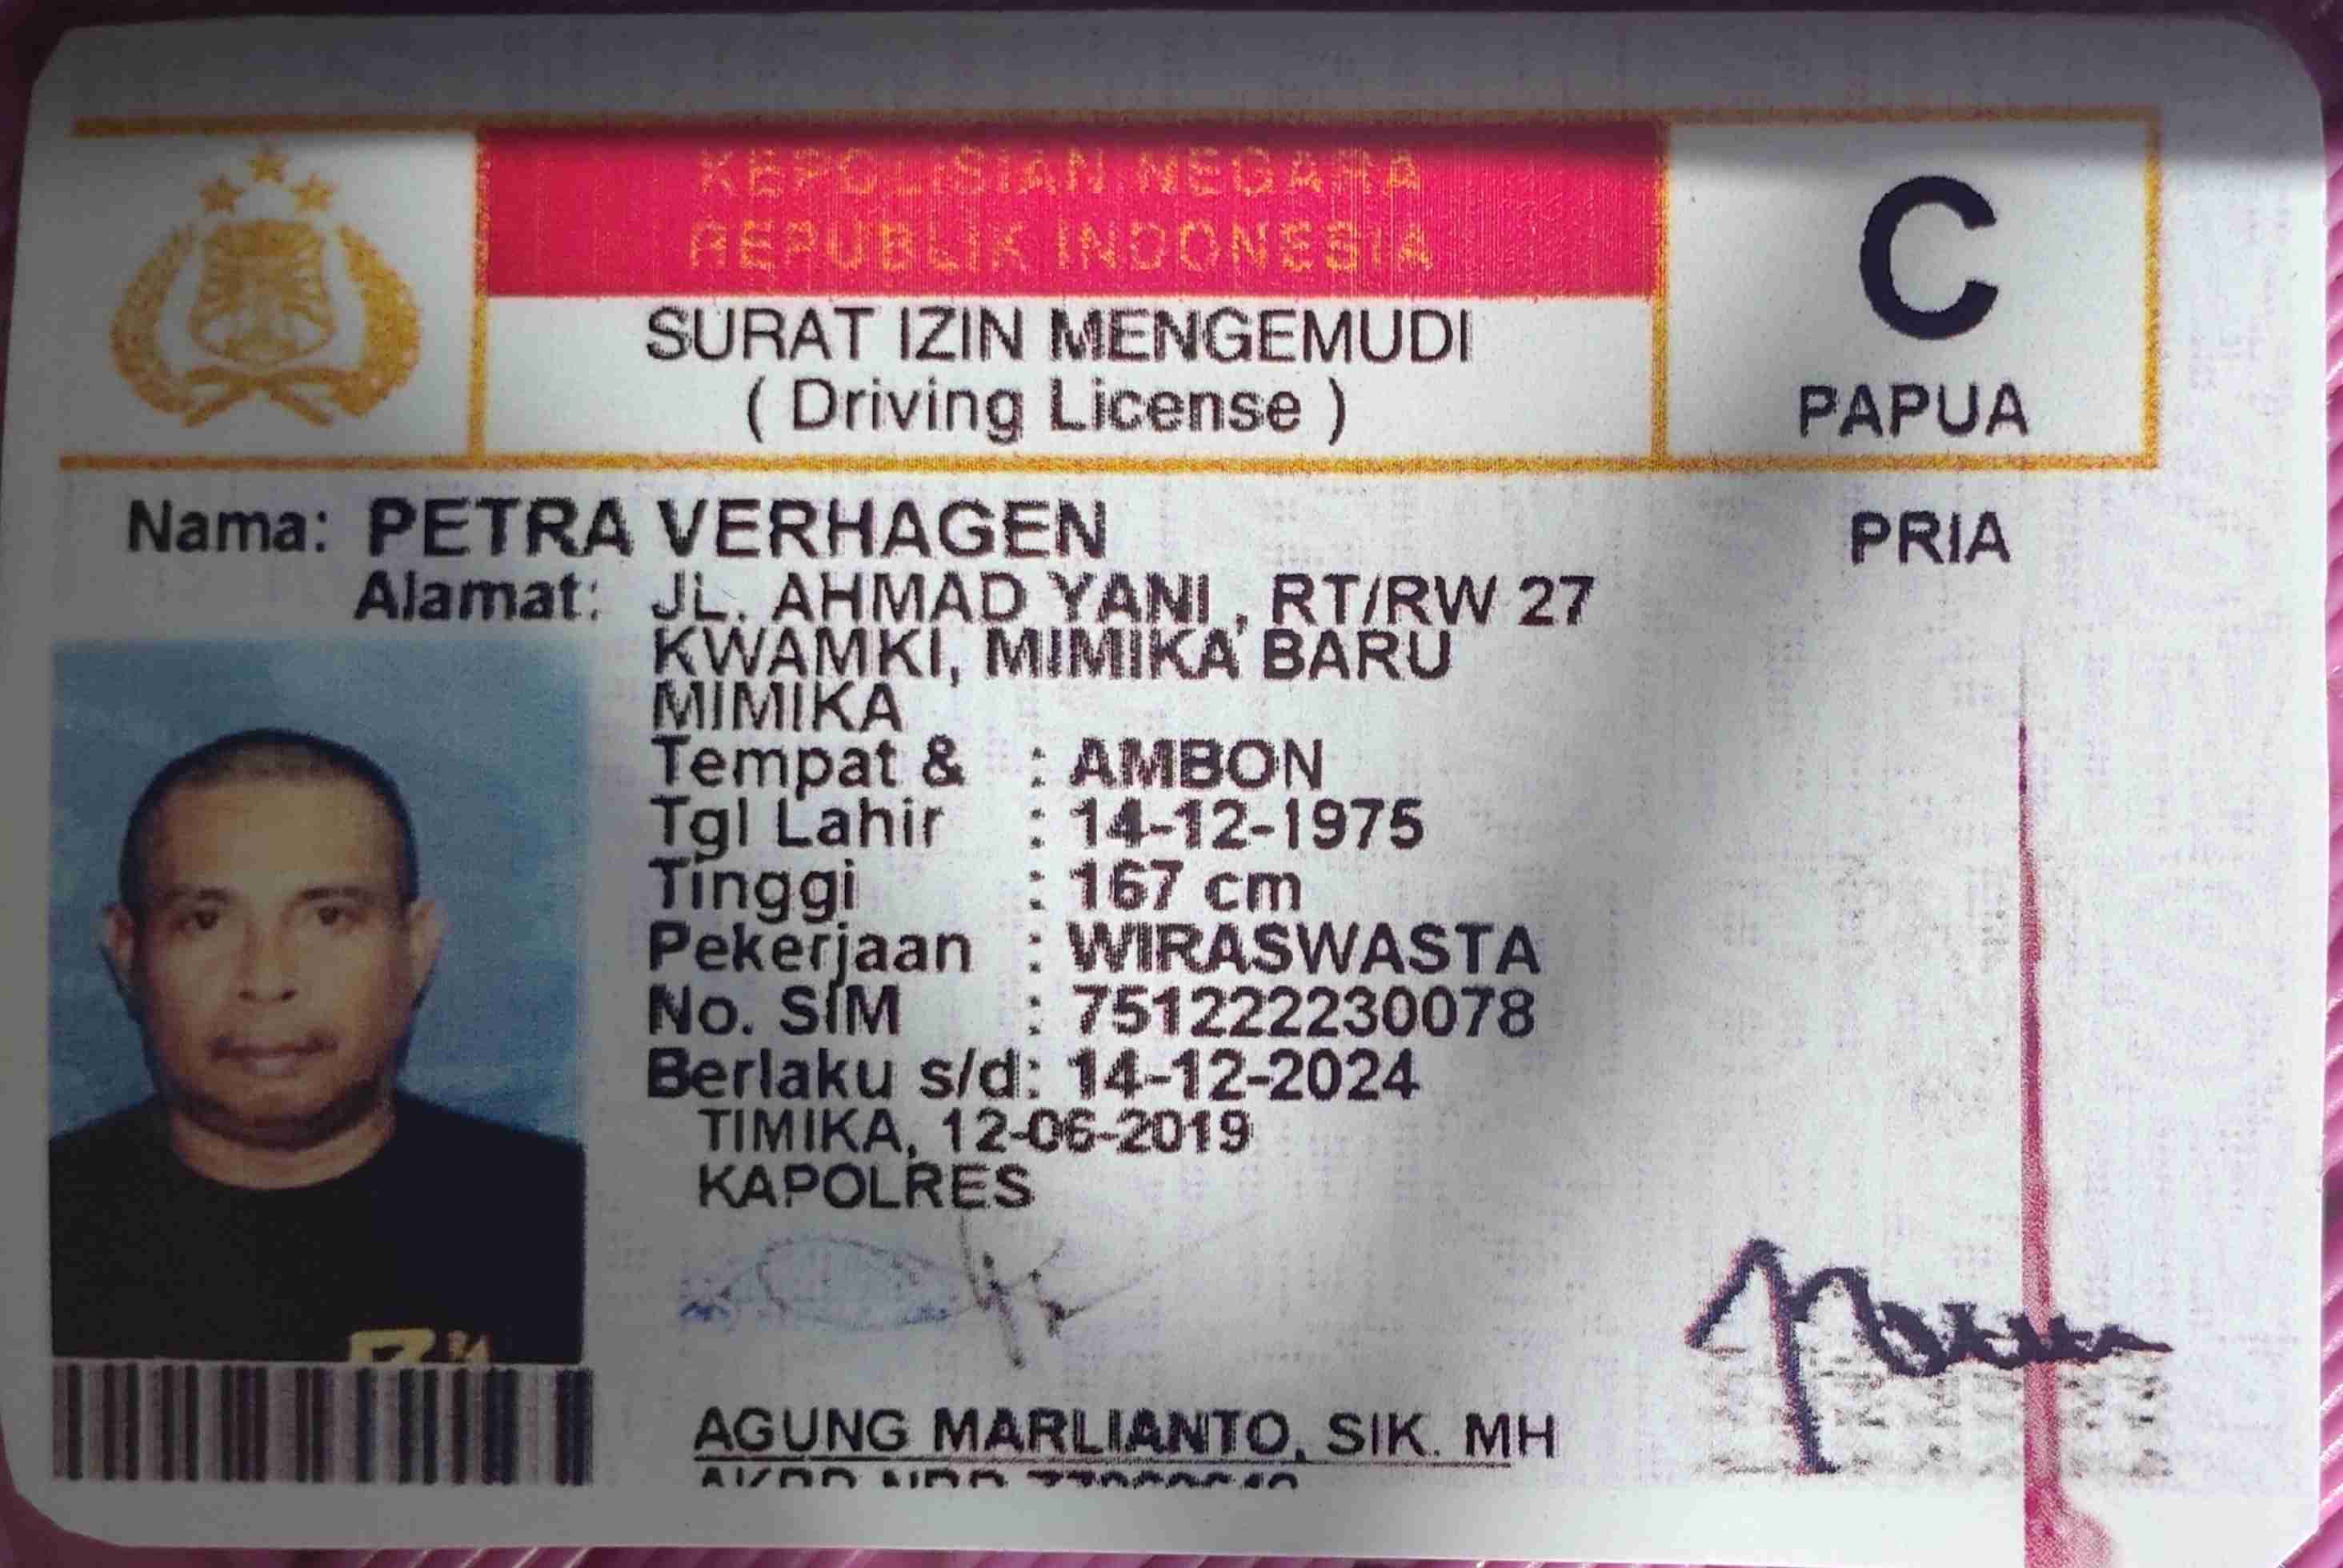 KEPOLISIAN NEGARA
REPUBLIK INDONESIA
SURAT IZIN MENGEMUDI
( Driving License )
C
PAPUA
Nama: PETRA VERHAGEN
PRIA
Alamat: JL. AHMAD YANI , RT/RW 27
KWAMKI, MIMIKA BARU
MIMIKA
Tempat & : AMBON
Tgl Lahir : 14-12-1975
Tinggi : 167 cm
Pekerjaan : WIRASWASTA
No. SIM : 751222230078
Berlaku s/d: 14-12-2024
TIMIKA, 12-06-2019
KAPOLRES
AGUNG MARLIANTO, SIK. MH